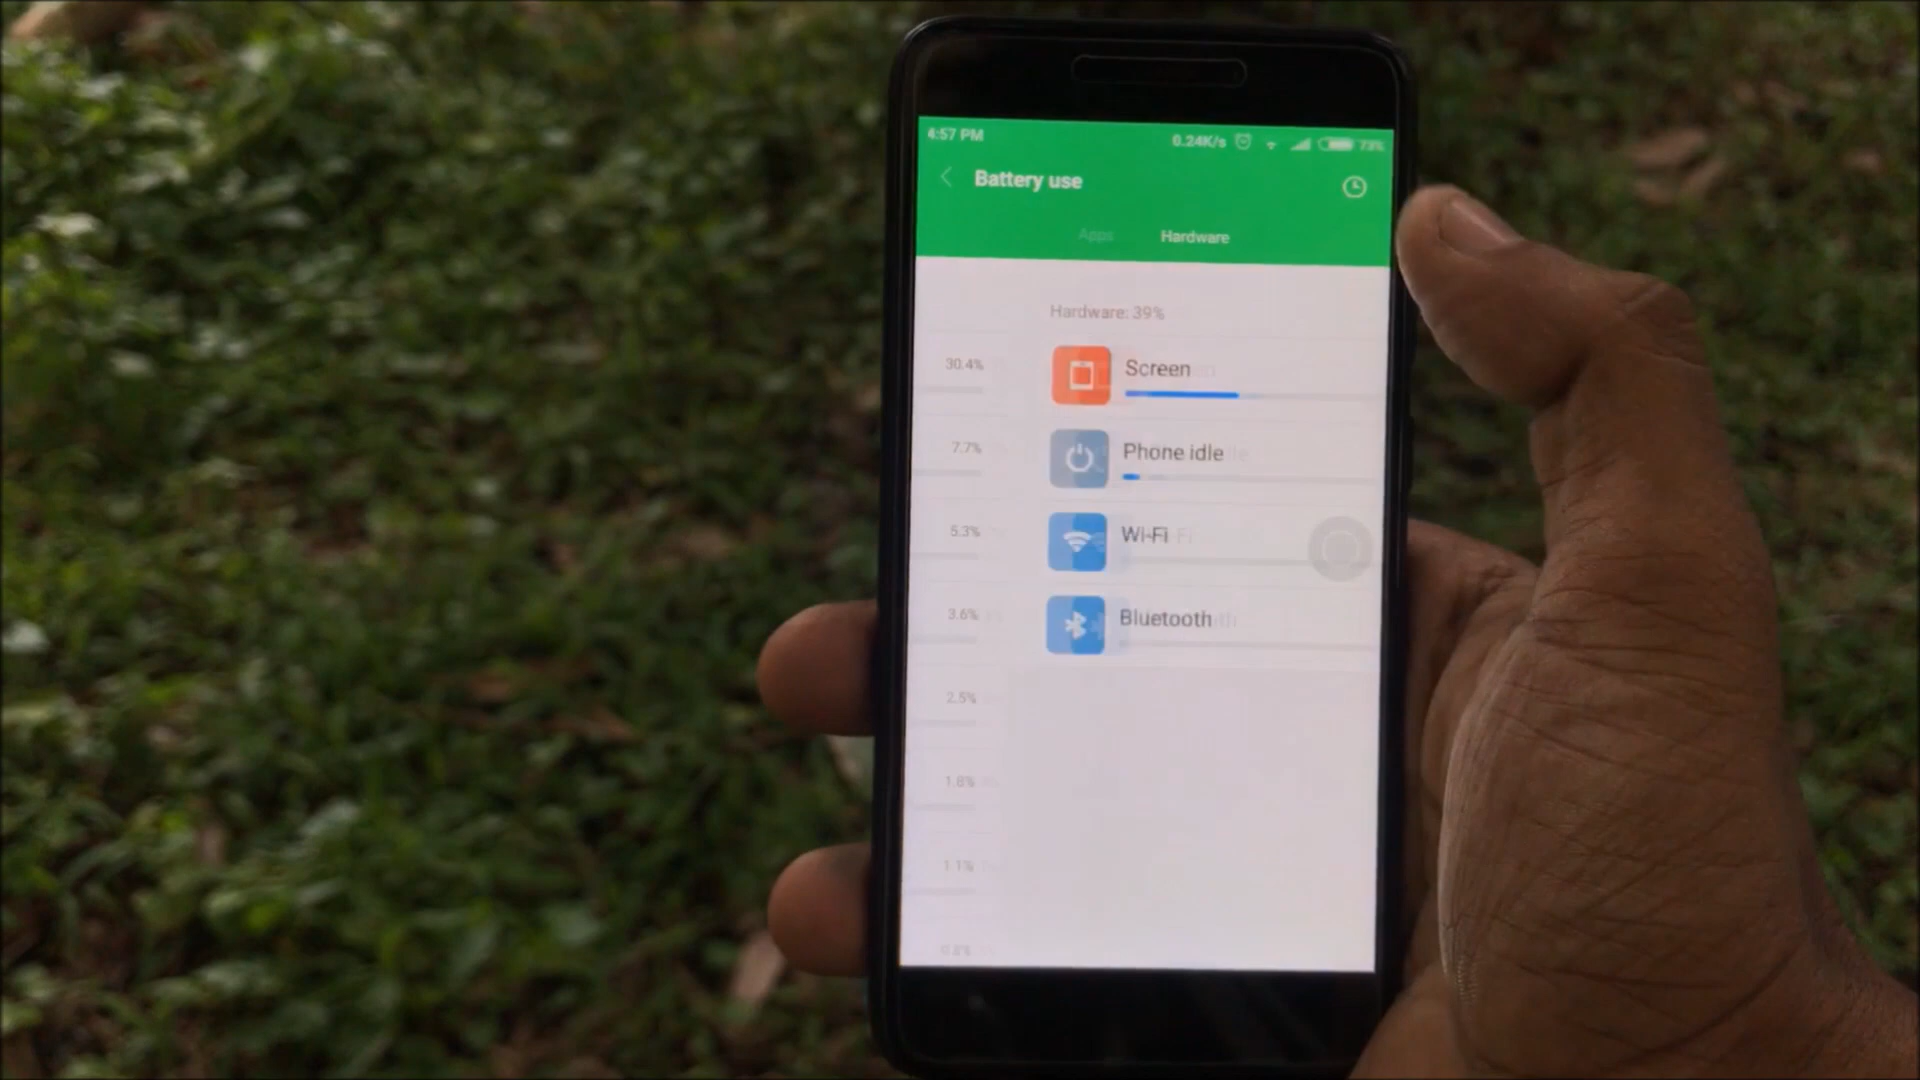 4:57 PM 0.24K/s 73%
Battery use
Apps Hardware
Hardware: 39%
30.4% Screen
7.7% Phone idle
5.3% Wi-Fi
3.6% Bluetooth
2.5%
1.8%
1.1%